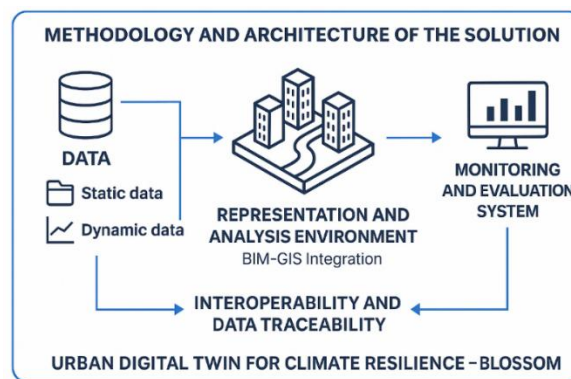 METHODOLOGY AND ARCHITECTURE OF THE SOLUTION
DATA
Static data
Dynamic data
REPRESENTATION AND
ANALYSIS ENVIRONMENT
BIM-GIS Integration
MONITORING
AND EVALUATION
SYSTEM
INTEROPERABILITY AND
DATA TRACEABILITY
URBAN DIGITAL TWIN FOR CLIMATE RESILIENCE – BLOSSOM